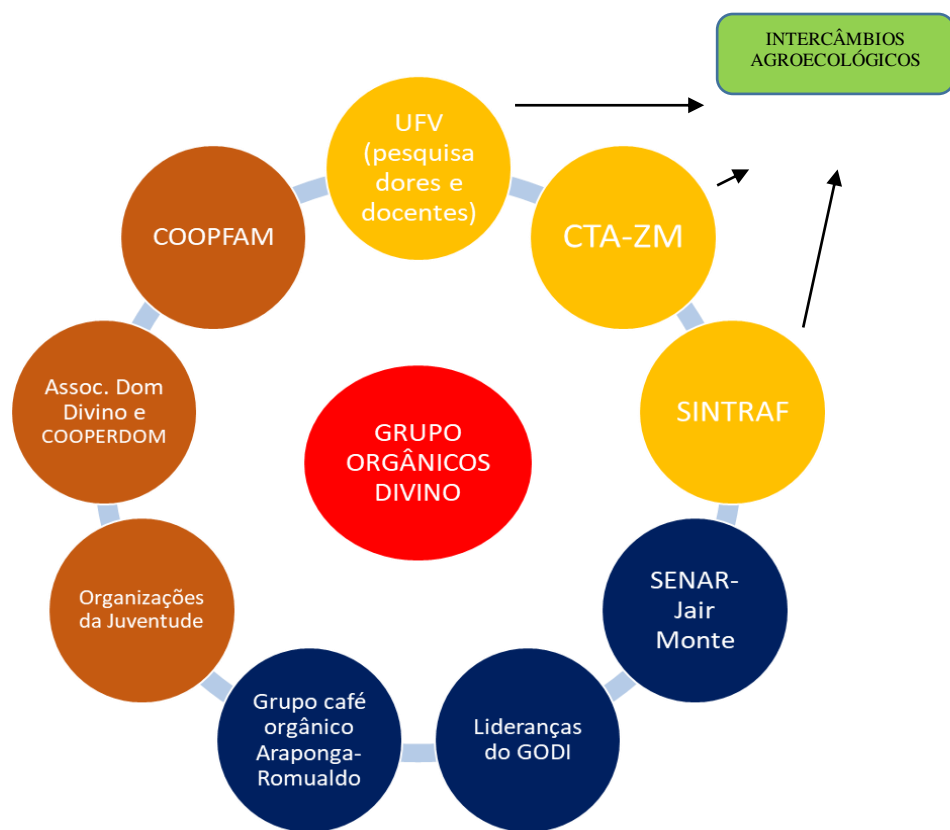 INTERCÂMBIOS
AGROECOLÓGICOS
UFV
(pesquisa
dores e
docentes)
CTA-ZM
SINTRAF
SENAR-
Jair
Monte
Lideranças
do GODI
Grupo café
orgânico
Araponga-
Romualdo
Organizações
da Juventude
Assoc. Dom
Divino e
COOPERDOM
COOPFAM
GRUPO
ORGÂNICOS
DIVINO